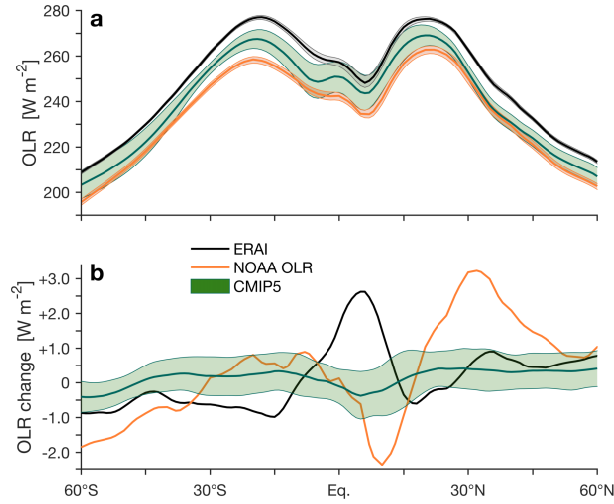 a
280
260
240
220
200
OLR [W m⁻²]
b
ERAI
NOAA OLR
CMIP5
+3.0
+2.0
+1.0
0
-1.0
-2.0
OLR change [W m⁻²]
60°S
30°S
Eq.
30°N
60°N